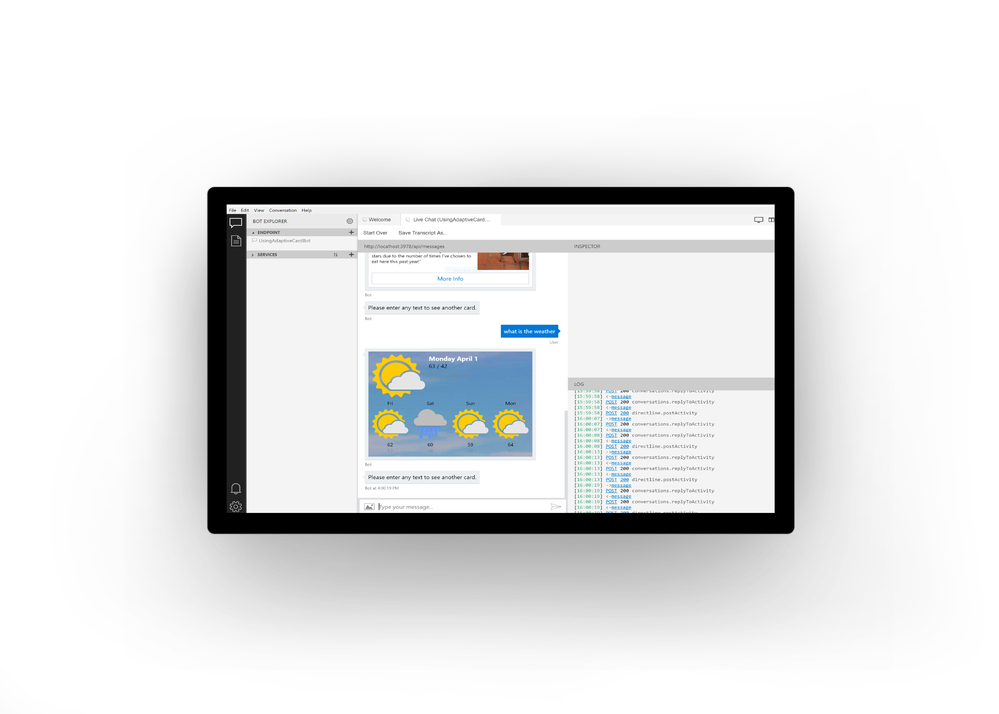 File Edit View Conversation Help
BOT EXPLORER
ENDPOINT
UsingAdaptiveCardBot
SERVICES
Welcome
Live Chat (UsingAdaptiveCard...
Start Over Save Transcript As...
http://localhost:3978/api/messages
stars due to the number of times I've chosen to
eat here this past year!"
More Info
Bot
Please enter any text to see another card.
Bot
what is the weather
User
Monday April 1
63 / 42
Fri Sat Sun Mon
62 60 59 64
52 48 49 51
Bot
Please enter any text to see another card.
Bot at 4:00:19 PM
Type your message...
INSPECTOR
LOG
[15:59:58] POST 200 conversations.replyToActivity
[15:59:58] <-message
[15:59:58] POST 200 conversations.replyToActivity
[15:59:58] <-message
[15:59:58] POST 200 directline.postActivity
[16:00:07] ->message
[16:00:07] POST 200 conversations.replyToActivity
[16:00:07] <-message
[16:00:08] POST 200 conversations.replyToActivity
[16:00:08] <-message
[16:00:08] POST 200 directline.postActivity
[16:00:13] ->message
[16:00:13] POST 200 conversations.replyToActivity
[16:00:13] <-message
[16:00:13] POST 200 conversations.replyToActivity
[16:00:13] <-message
[16:00:13] POST 200 directline.postActivity
[16:00:19] ->message
[16:00:19] POST 200 conversations.replyToActivity
[16:00:19] <-message
[16:00:19] POST 200 conversations.replyToActivity
[16:00:19] <-message
[16:00:19] POST 200 directline.postActivity